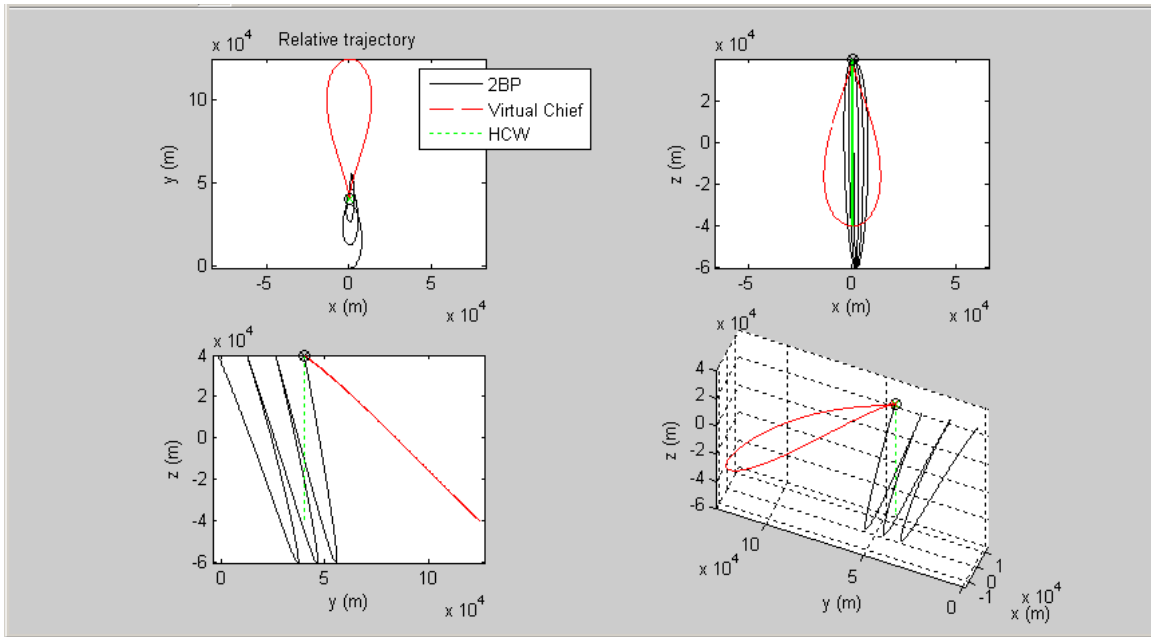 x 10^4
Relative trajectory
10
5
0
y (m)
-5
0
5
x (m)
x 10^4
2BP
Virtual Chief
HCW
x 10^4
2
0
-2
-4
-6
z (m)
-5
0
5
x (m)
x 10^4
x 10^4
4
2
0
-2
-4
-6
z (m)
0
5
10
y (m)
x 10^4
x 10^4
4
2
0
-2
-4
-6
z (m)
10
5
0
x 10^4
y (m)
1
0
-1
x 10^4
x (m)